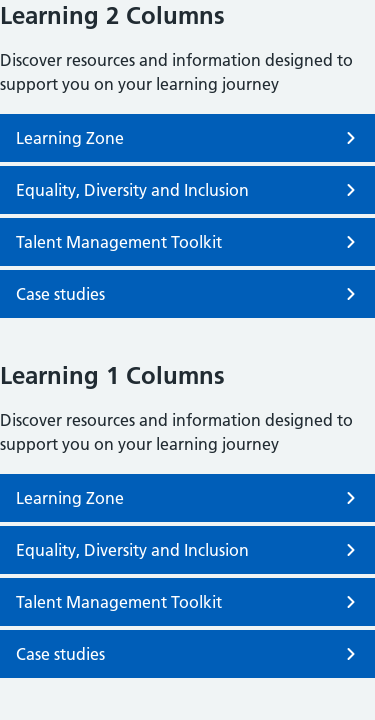 Learning 2 Columns
Discover resources and information designed to
support you on your learning journey
Learning Zone
Equality, Diversity and Inclusion
Talent Management Toolkit
Case studies
Learning 1 Columns
Discover resources and information designed to
support you on your learning journey
Learning Zone
Equality, Diversity and Inclusion
Talent Management Toolkit
Case studies